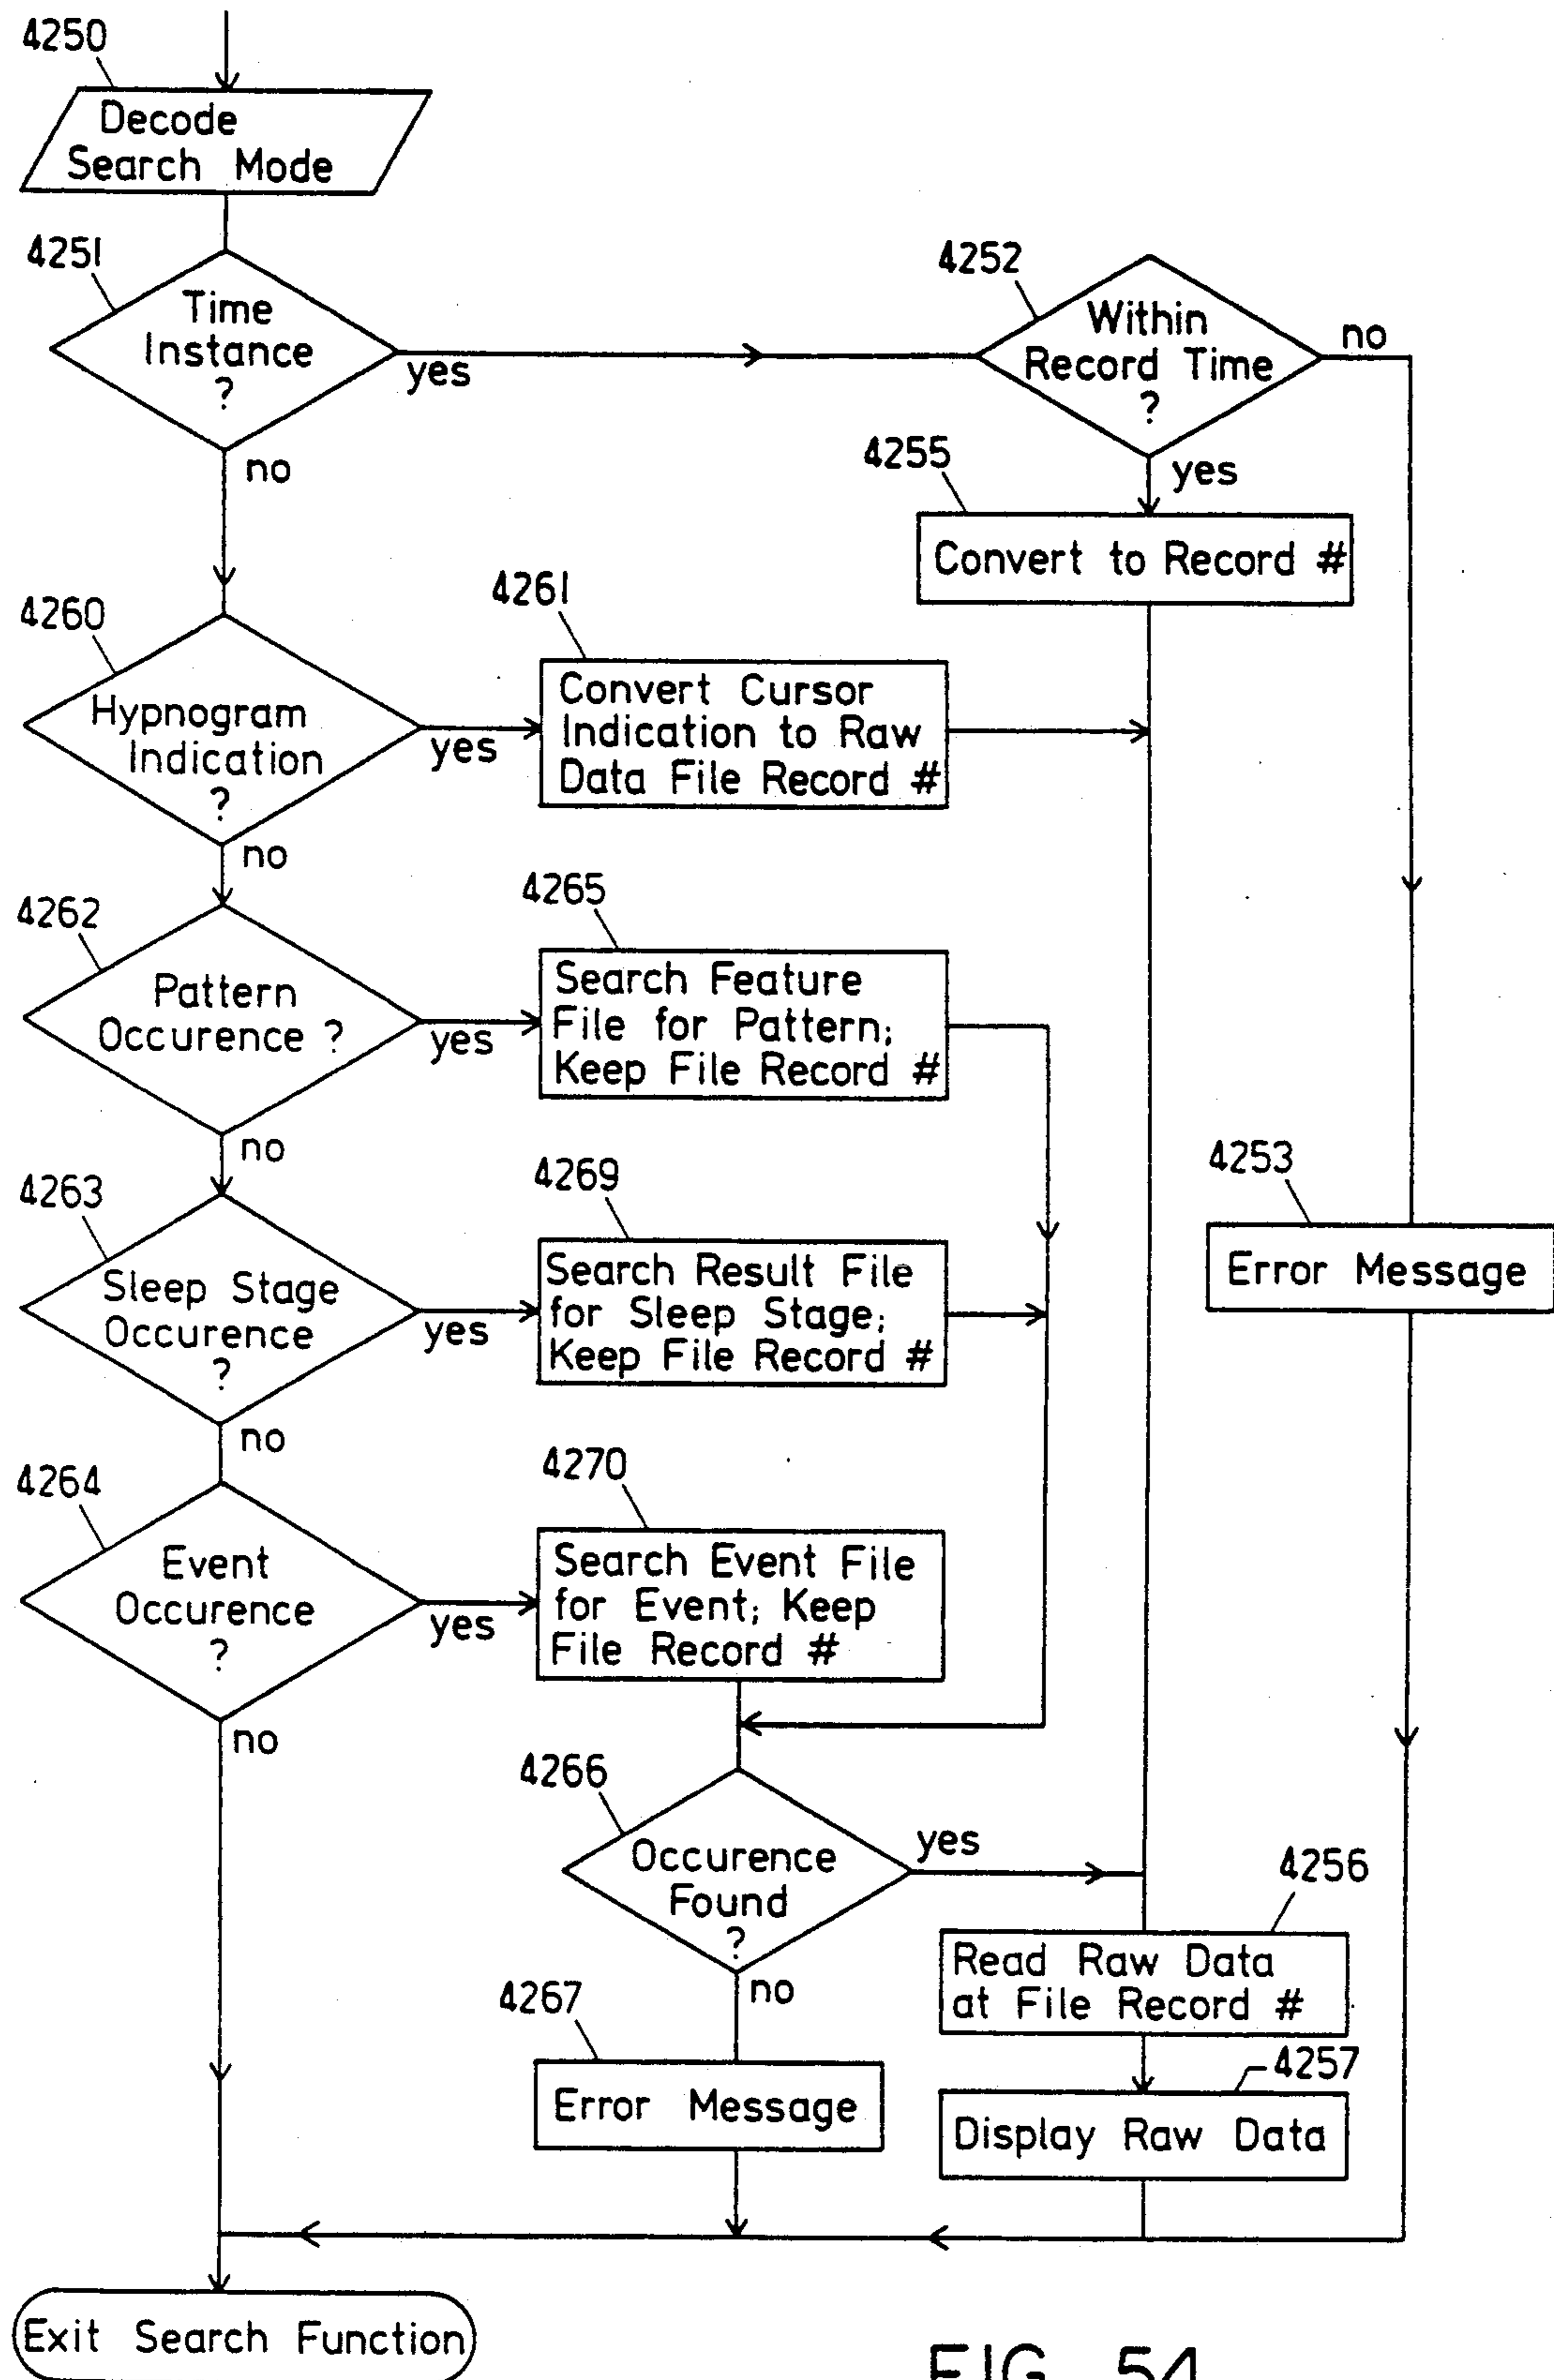 4250
Decode
Search Mode
4251
Time
Instance
?
yes
no
4252
Within
Record Time
?
no
yes
4255
Convert to Record #
4260
Hypnogram
Indication
?
yes
no
4261
Convert Cursor
Indication to Raw
Data File Record #
4262
Pattern
Occurence ?
yes
no
4265
Search Feature
File for Pattern;
Keep File Record #
4253
Error Message
4263
Sleep Stage
Occurence
?
yes
no
4269
Search Result File
for Sleep Stage;
Keep File Record #
4264
Event
Occurence
?
yes
no
4270
Search Event File
for Event; Keep
File Record #
4266
Occurence
Found
?
yes
no
4256
Read Raw Data
at File Record #
4267
Error Message
4257
Display Raw Data
Exit Search Function
FIG. 54